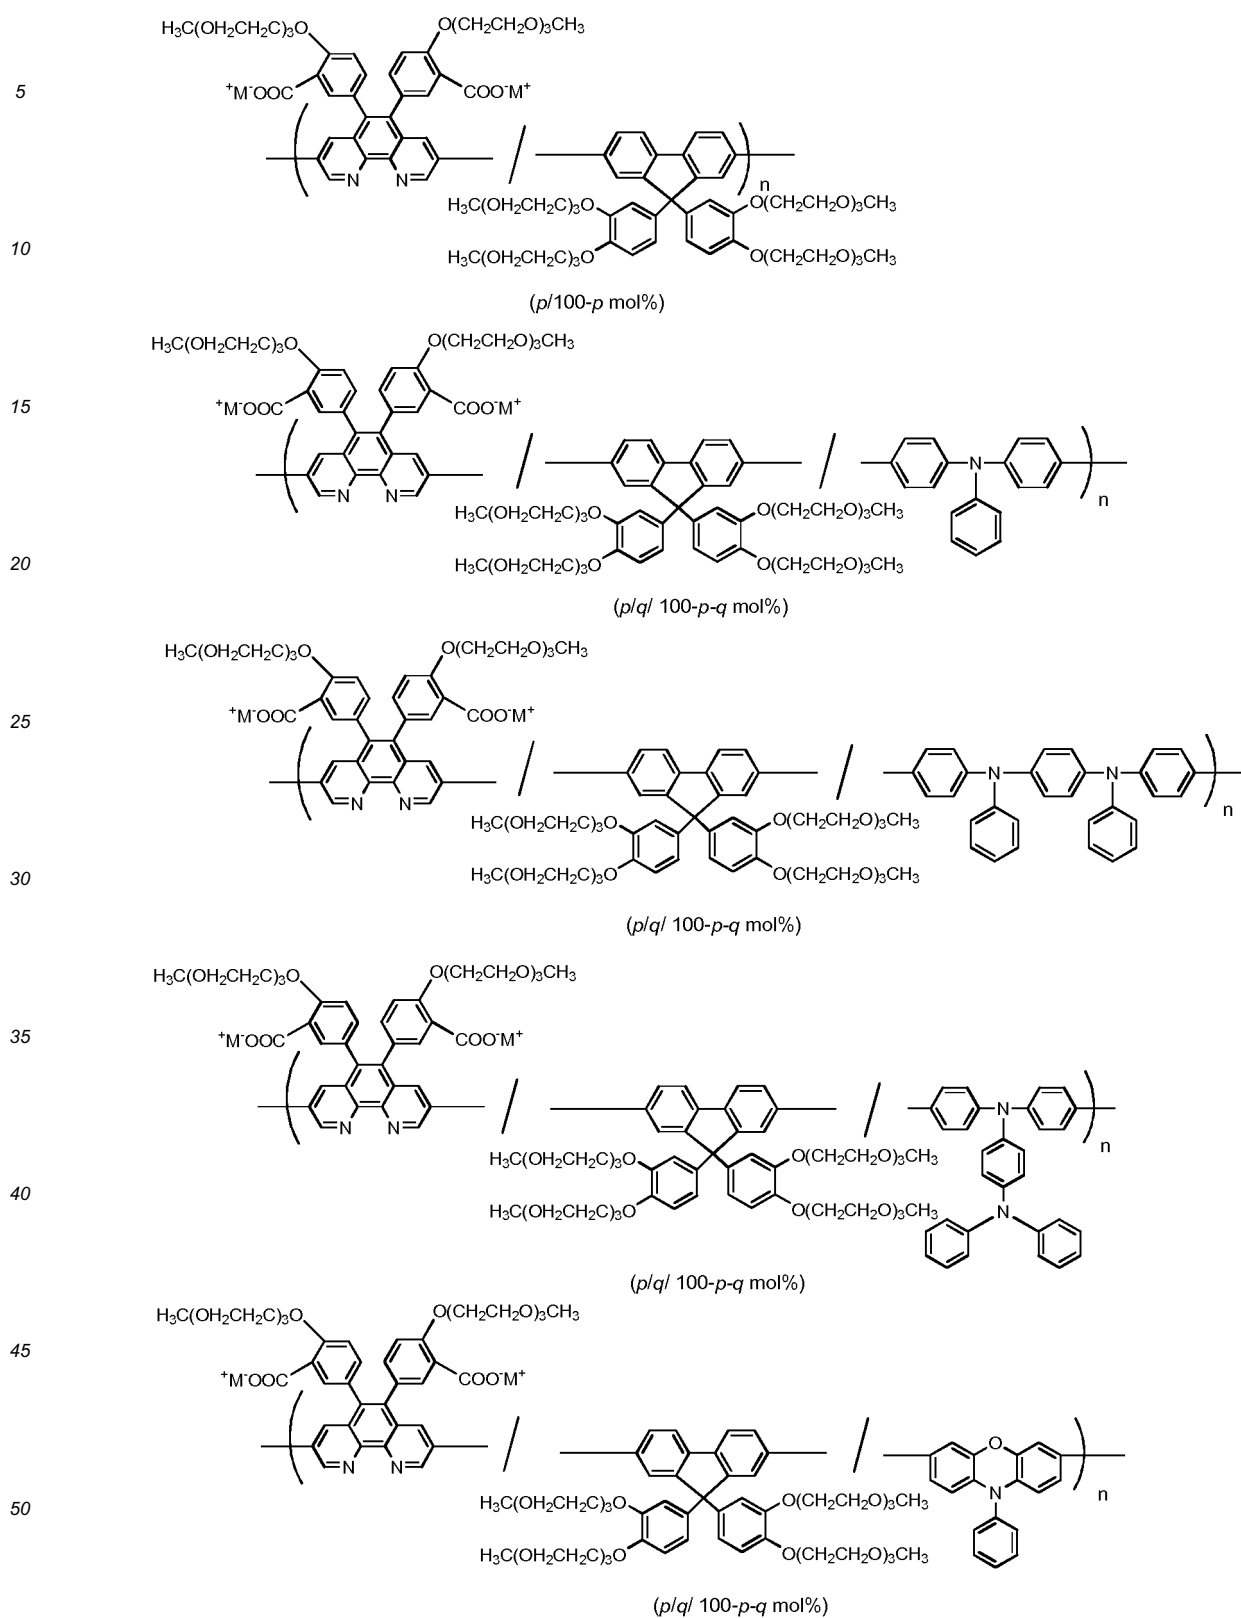 H3C(OH2CH2C)3O O(CH2CH2O)3CH3
5
+M-OOC COO-M+
N N n
H3C(OH2CH2C)3O O(CH2CH2O)3CH3
10
H3C(OH2CH2C)3O O(CH2CH2O)3CH3
(p/100-p mol%)
H3C(OH2CH2C)3O O(CH2CH2O)3CH3
15
+M-OOC COO-M+
N
N N n
H3C(OH2CH2C)3O O(CH2CH2O)3CH3
20
H3C(OH2CH2C)3O O(CH2CH2O)3CH3
(p/q/ 100-p-q mol%)
H3C(OH2CH2C)3O O(CH2CH2O)3CH3
25
+M-OOC COO-M+
N N
N N n
H3C(OH2CH2C)3O O(CH2CH2O)3CH3
30
H3C(OH2CH2C)3O O(CH2CH2O)3CH3
(p/q/ 100-p-q mol%)
H3C(OH2CH2C)3O O(CH2CH2O)3CH3
35
+M-OOC COO-M+
N
N N n
H3C(OH2CH2C)3O O(CH2CH2O)3CH3
40
H3C(OH2CH2C)3O O(CH2CH2O)3CH3 N
(p/q/ 100-p-q mol%)
H3C(OH2CH2C)3O O(CH2CH2O)3CH3
45
+M-OOC COO-M+
O
N N N n
H3C(OH2CH2C)3O O(CH2CH2O)3CH3
50
H3C(OH2CH2C)3O O(CH2CH2O)3CH3
(p/q/ 100-p-q mol%)